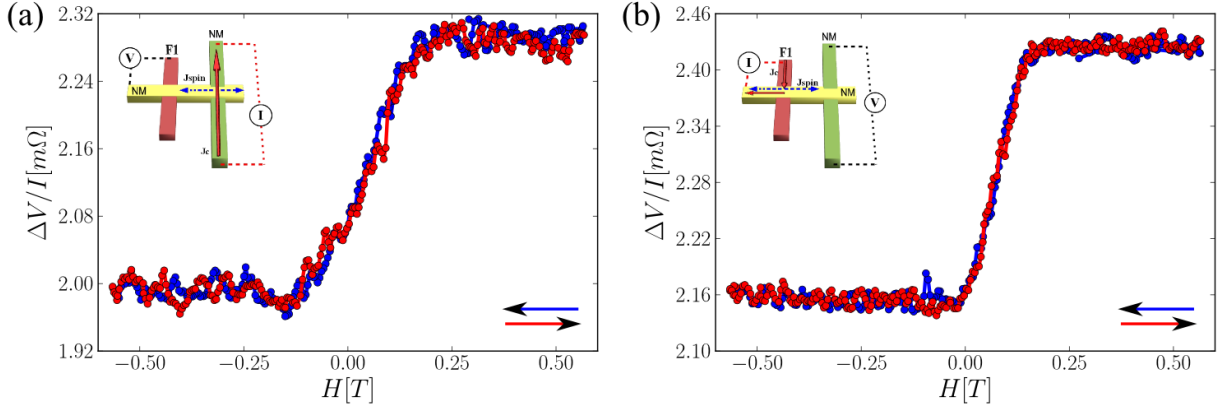 (a)
2.32
2.24
2.16
2.08
2.00
1.92
ΔV/I[mΩ]
−0.50
−0.25
0.00
0.25
0.50
H[T]
NM
F1
V
Jspin
NM
I
Jc
(b)
2.46
2.40
2.34
2.28
2.22
2.16
2.10
ΔV/I[mΩ]
−0.50
−0.25
0.00
0.25
0.50
H[T]
NM
F1
I
Jc
Jspin
NM
V